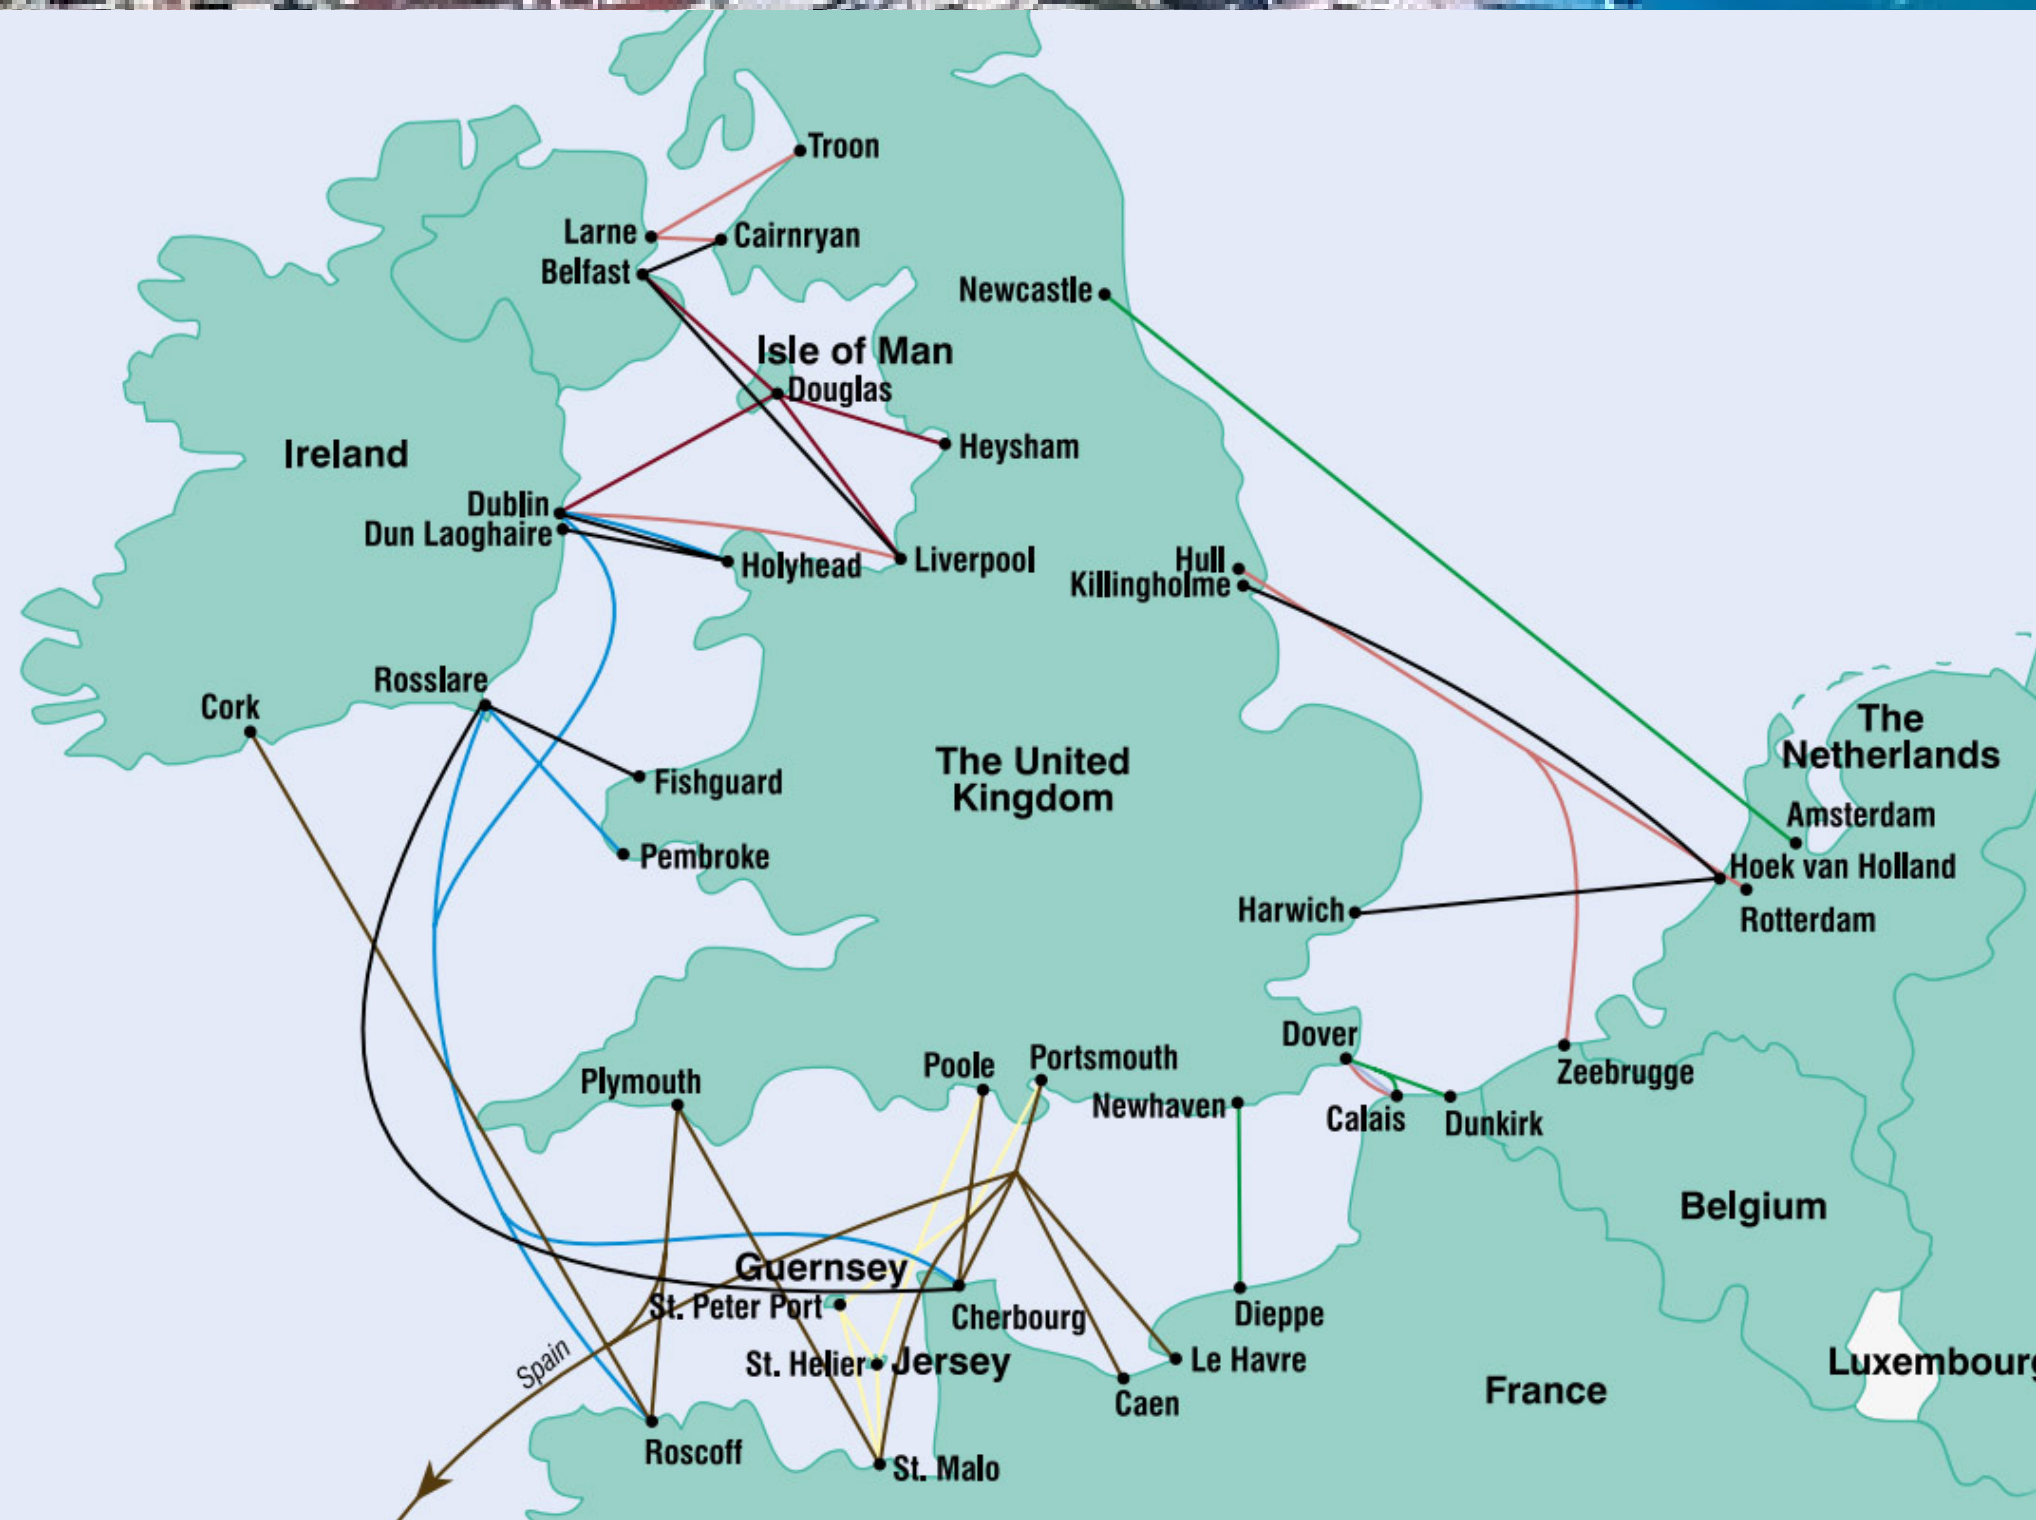 Troon
Larne
Cairnryan
Belfast
Newcastle
Isle of Man
Douglas
Heysham
Ireland
Dublin
Dun Laoghaire
Holyhead
Liverpool
Hull
Killingholme
Rosslare
Cork
Fishguard
The United
Kingdom
Pembroke
The
Netherlands
Amsterdam
Hoek van Holland
Harwich
Rotterdam
Dover
Zeebrugge
Plymouth
Poole
Portsmouth
Newhaven
Calais
Dunkirk
Belgium
Guernsey
St. Peter Port
Cherbourg
Dieppe
Spain
St. Helier
Jersey
Le Havre
Caen
France
Luxembourg
Roscoff
St. Malo